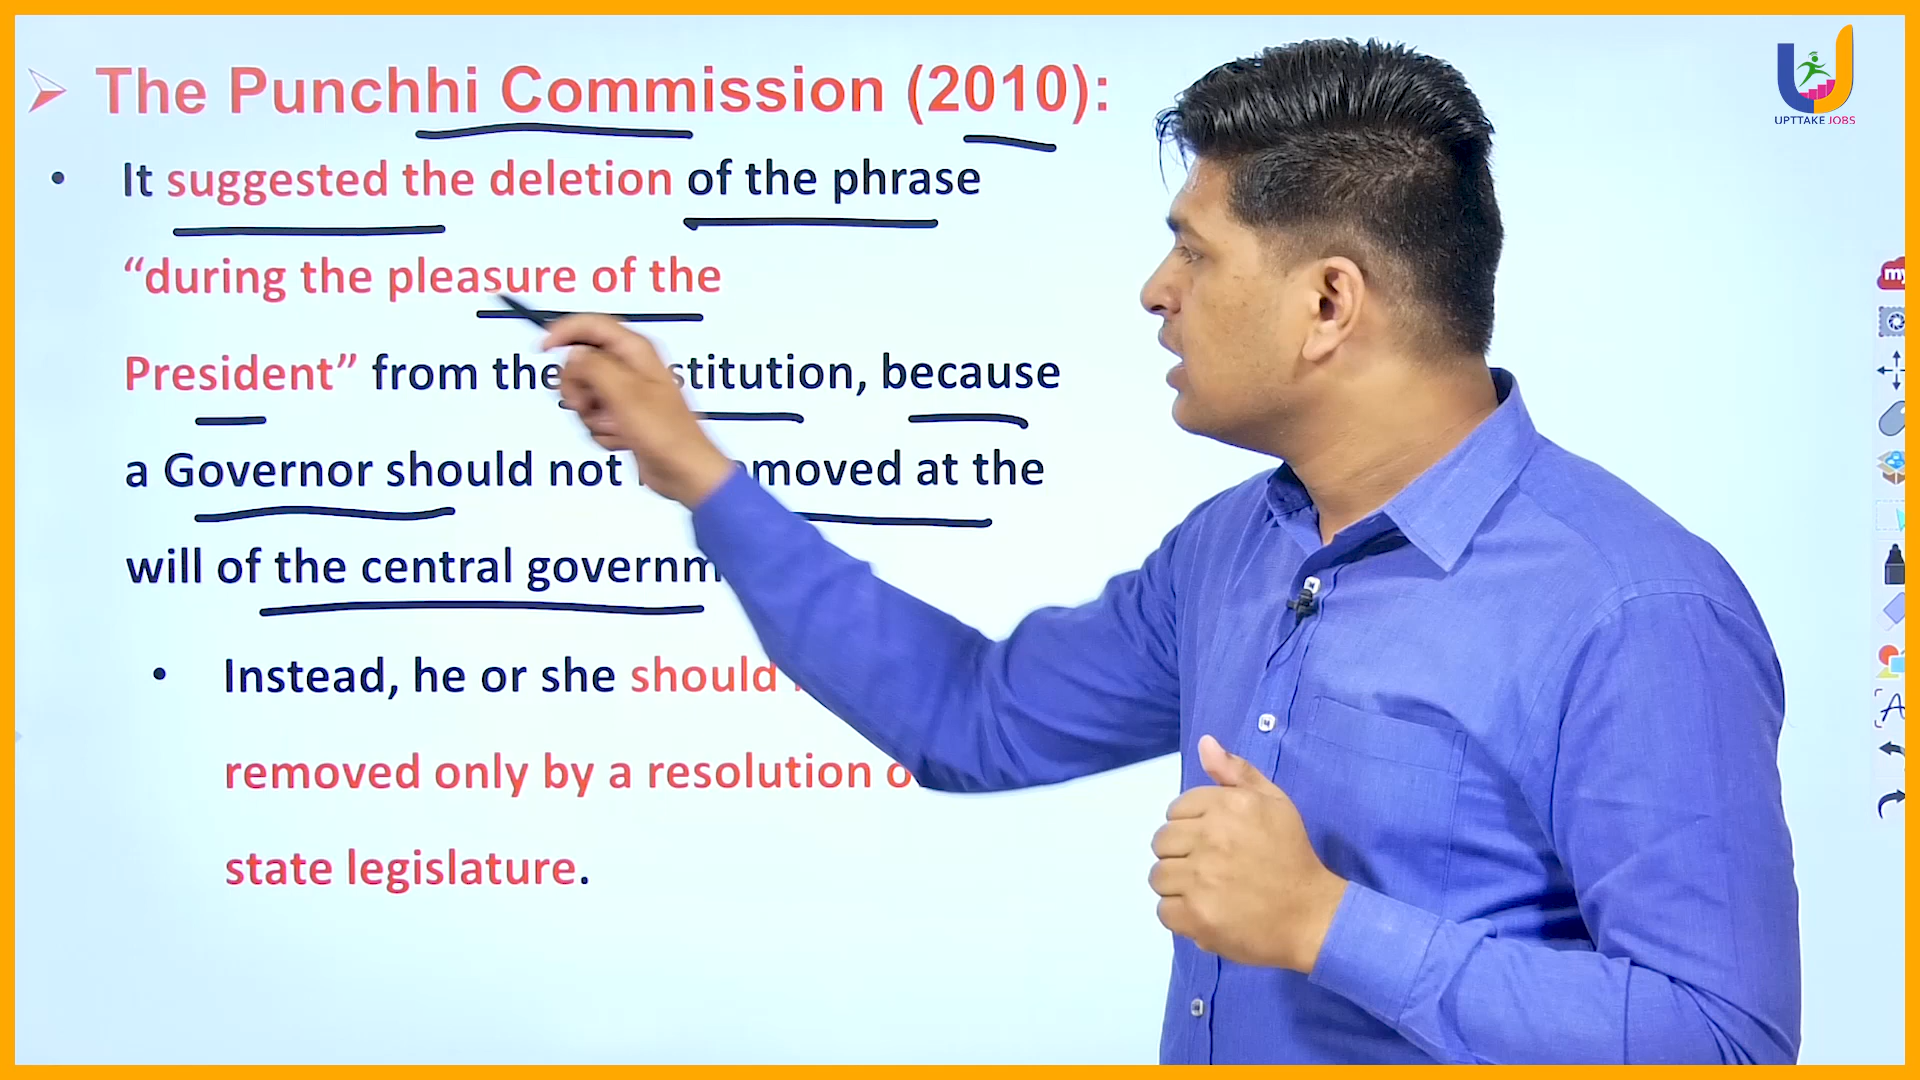 The Punchhi Commission (2010):
It suggested the deletion of the phrase
“during the pleasure of the
President” from the stitution, because
a Governor should not moved at the
will of the central governm
Instead, he or she should
removed only by a resolution o
state legislature.
UPTTAKE JOBS
my